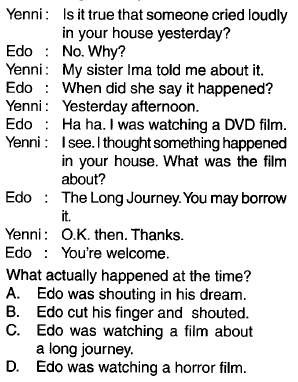 Yenni : Is it true that someone cried loudly
in your house yesterday?
Edo : No. Why?
Yenni : My sister Ima told me about it.
Edo : When did she say it happened?
Yenni : Yesterday afternoon.
Edo : Ha ha. I was watching a DVD film.
Yenni : I see. I thought something happened
in your house. What was the film
about?
Edo : The Long Journey. You may borrow
it.
Yenni : O.K. then. Thanks.
Edo : You're welcome.
What actually happened at the time?
A. Edo was shouting in his dream.
B. Edo cut his finger and shouted.
C. Edo was watching a film about
a long journey.
D. Edo was watching a horror film.